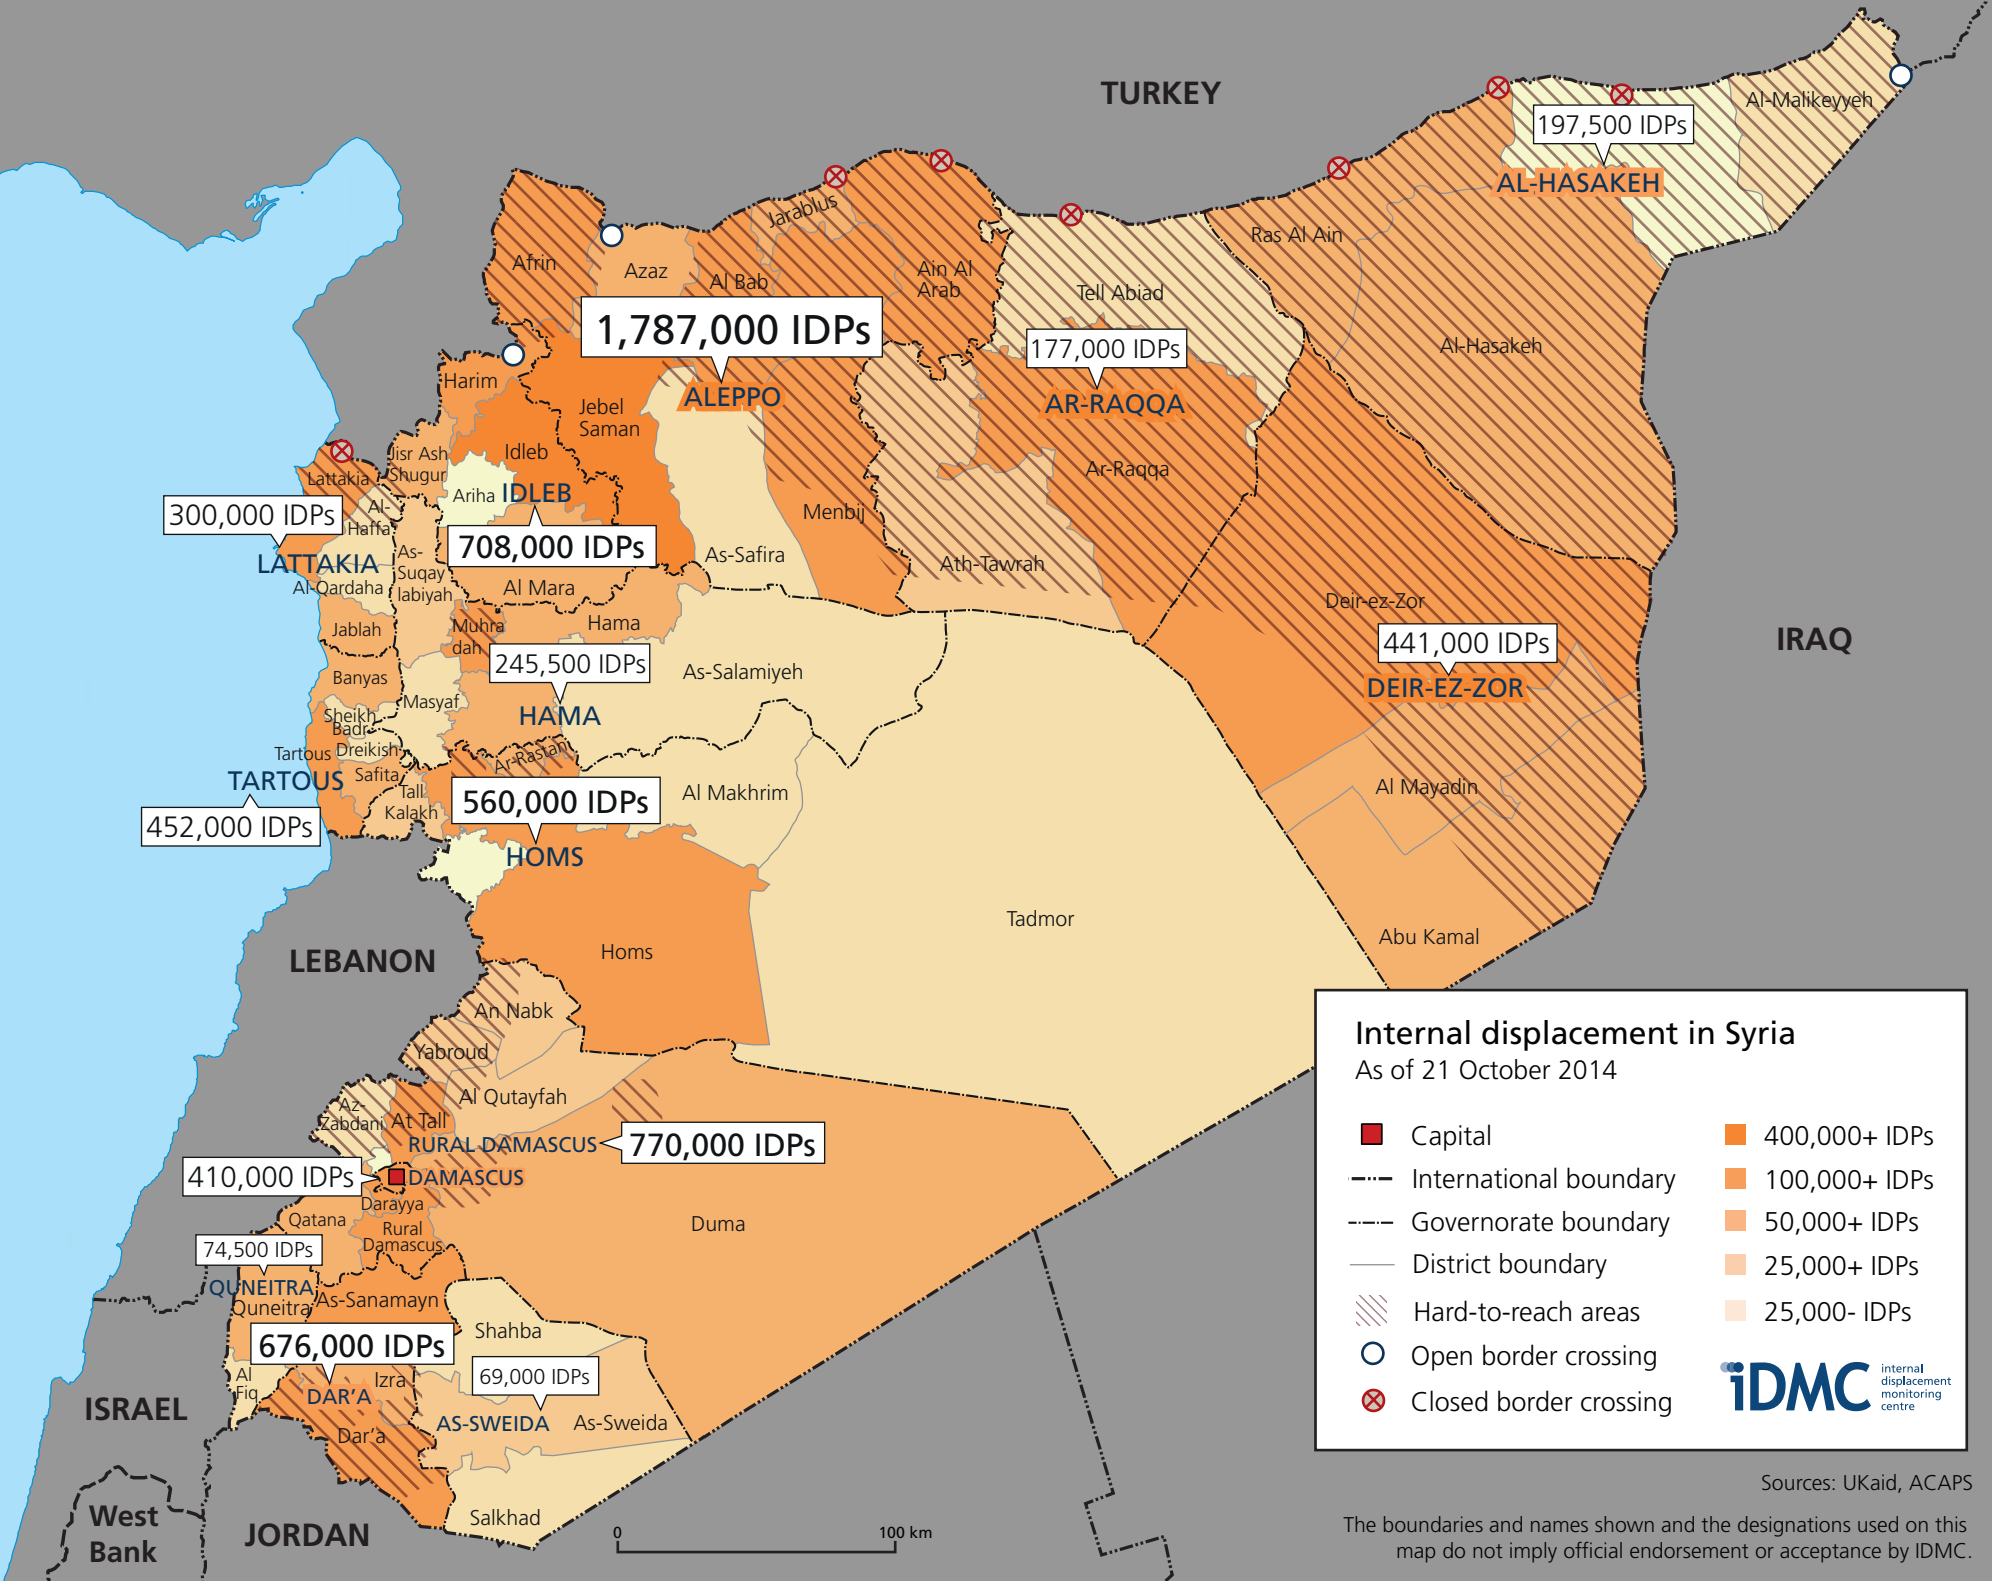 TURKEY
Al-Malikeyyeh
197,500 IDPs
AL-HASAKEH
Jarablus
Ras Al Ain
Afrin
Azaz
Al Bab
Ain Al
Arab
Tell Abiad
1,787,000 IDPs
177,000 IDPs
Al-Hasakeh
Harim
ALEPPO
AR-RAQQA
Jebel
Saman
Idleb
Jisr Ash
Shugur
Ar-Raqqa
Lattakia
Ariha
IDLEB
300,000 IDPs
Al-
Haffa
Menbij
708,000 IDPs
As-Safira
As-
Suqay
labiyah
LATTAKIA
Ath-Tawrah
Al-Qardaha
Al Mara
Deir-ez-Zor
Jablah
Muhra
dah
Hama
441,000 IDPs
IRAQ
245,500 IDPs
As-Salamiyeh
Banyas
DEIR-EZ-ZOR
Masyaf
HAMA
Sheikh
Badr
Tartous
Dreikish
Ar-Rastan
TARTOUS
Safita
Tall
Kalakh
Al Mayadin
560,000 IDPs
Al Makhrim
452,000 IDPs
HOMS
Tadmor
Abu Kamal
LEBANON
Homs
An Nabk
Yabroud
Al Qutayfah
Az-
Zabdani
At Tall
RURAL DAMASCUS
770,000 IDPs
410,000 IDPs
DAMASCUS
Darayya
Qatana
Rural
Damascus
Duma
74,500 IDPs
QUNEITRA
Quneitra
As-Sanamayn
Shahba
676,000 IDPs
Al
Fiq
Izra
69,000 IDPs
DAR'A
ISRAEL
AS-SWEIDA
As-Sweida
Dar'a
Salkhad
West
Bank
JORDAN
0
100 km
Internal displacement in Syria
As of 21 October 2014
Capital
International boundary
Governorate boundary
District boundary
Hard-to-reach areas
Open border crossing
Closed border crossing
400,000+ IDPs
100,000+ IDPs
50,000+ IDPs
25,000+ IDPs
25,000- IDPs
iDMC
internal
displacement
monitoring
centre
Sources: UKaid, ACAPS
The boundaries and names shown and the designations used on this
map do not imply official endorsement or acceptance by IDMC.